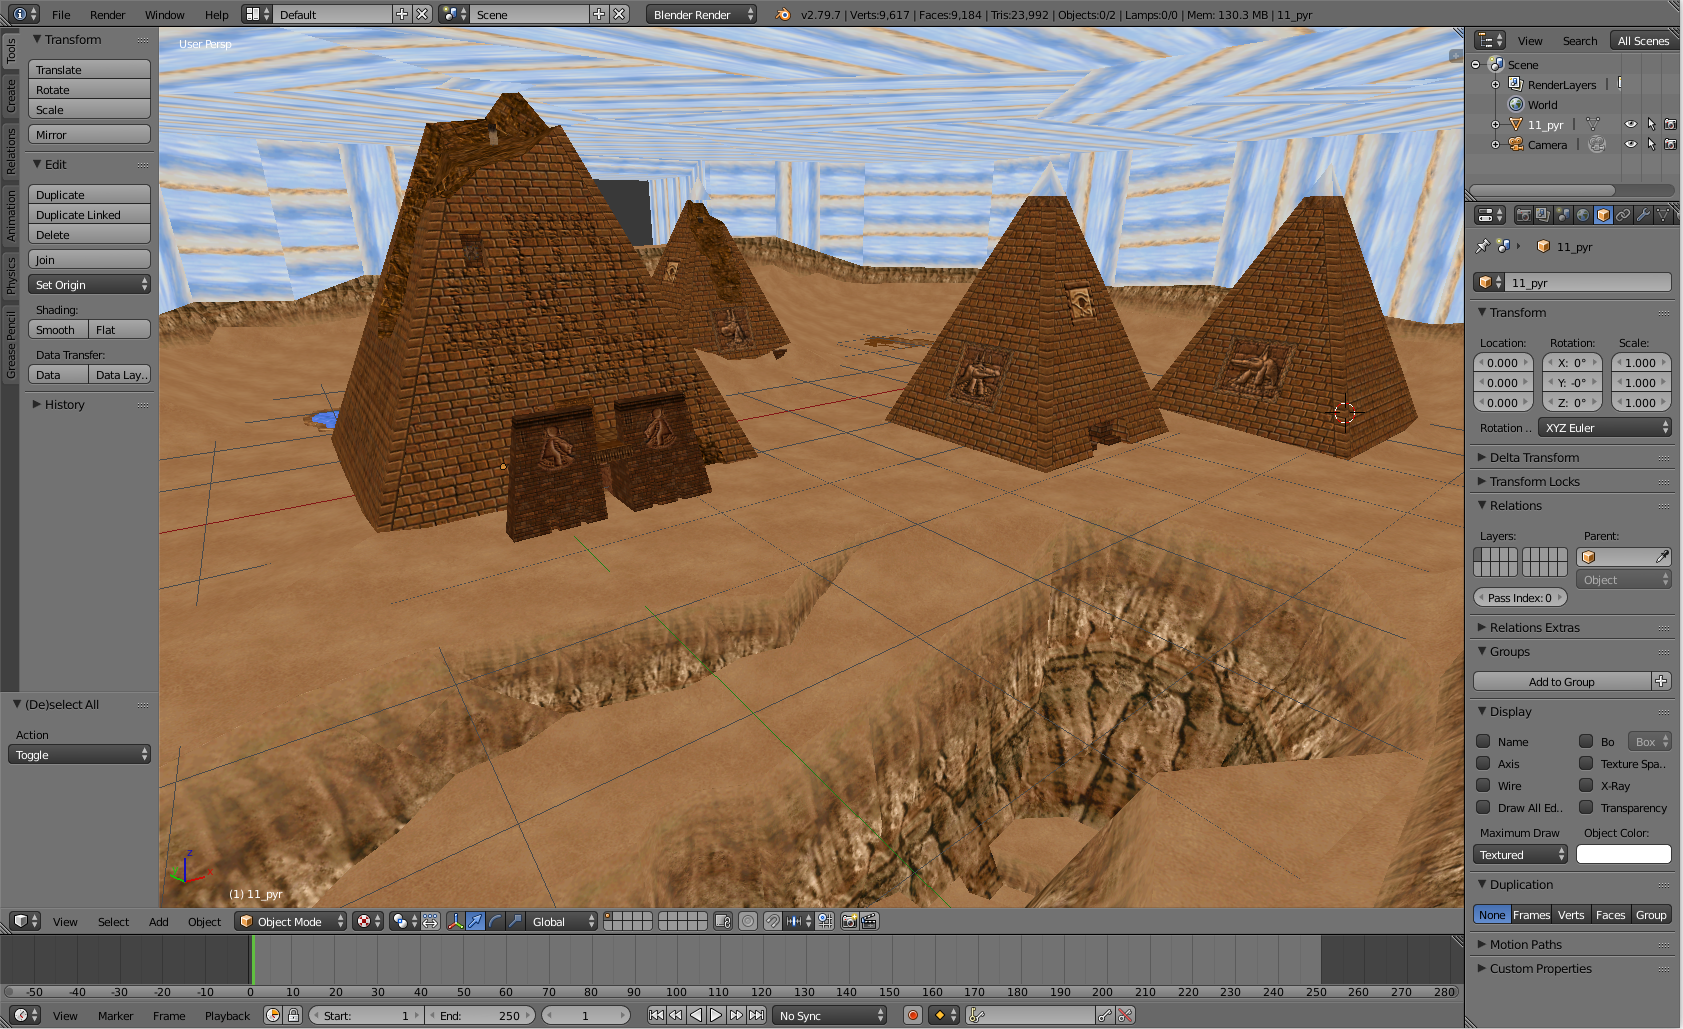 File Render Window Help Default Scene Blender Render v2.79.7 | Verts:9,617 | Faces:9,184 | Tris:23,992 | Objects:0/2 | Lamps:0/0 | Mem: 130.3 MB | 11_pyr
Tools
Create
Relations
Animation
Physics
Grease Pencil
Transform
Translate
Rotate
Scale
Mirror
Edit
Duplicate
Duplicate Linked
Delete
Join
Set Origin
Shading:
Smooth Flat
Data Transfer:
Data Data Lay..
History
(De)select All
Action
Toggle
User Persp
(1) 11_pyr
z
View Search All Scenes
Scene
RenderLayers
World
11_pyr
Camera
11_pyr
11_pyr
Transform
Location: Rotation: Scale:
0.000 X: 0° 1.000
0.000 Y: -0° 1.000
0.000 Z: 0° 1.000
Rotation .. XYZ Euler
Delta Transform
Transform Locks
Relations
Layers: Parent:
Object
Pass Index: 0
Relations Extras
Groups
Add to Group
Display
Name Bo Box
Axis Texture Spa..
Wire X-Ray
Draw All Ed.. Transparency
Maximum Draw Object Color:
Textured
Duplication
None Frames Verts Faces Group
Motion Paths
Custom Properties
View Select Add Object Object Mode Global
-50 -40 -30 -20 -10 0 10 20 30 40 50 60 70 80 90 100 110 120 130 140 150 160 170 180 190 200 210 220 230 240 250 260 270 280
View Marker Frame Playback Start: 1 End: 250 1 No Sync